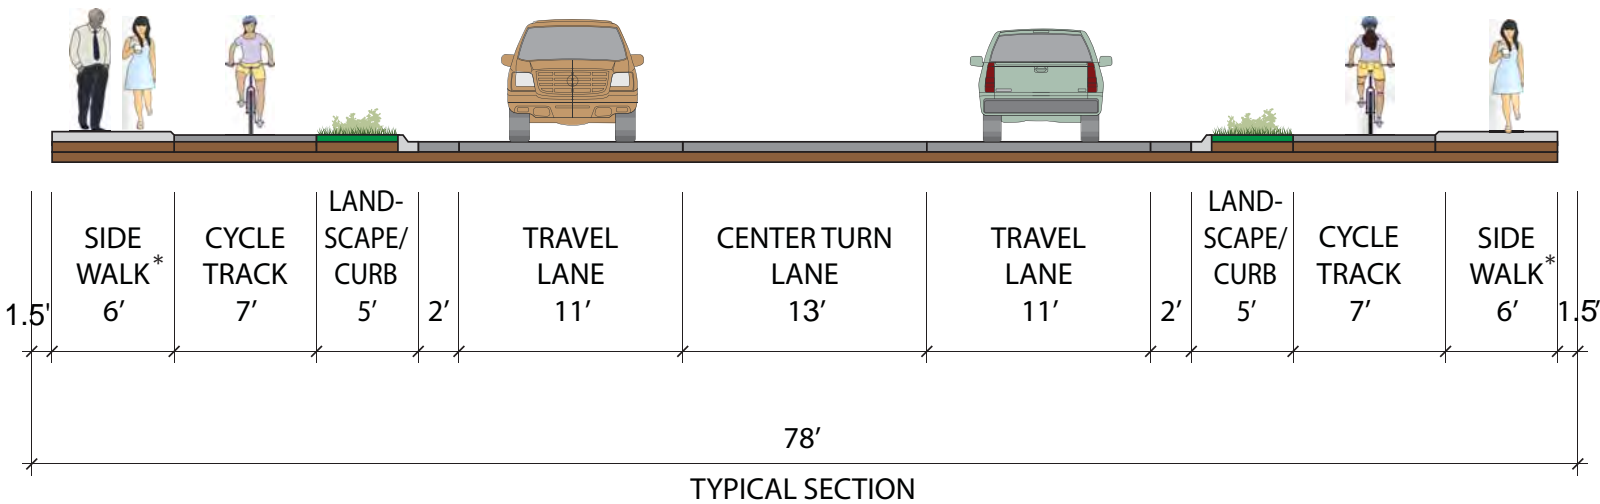 LAND-
SCAPE/
CURB
5′
LAND-
SCAPE/
CURB
5′
1.5'
SIDE
WALK*
6′
CYCLE
TRACK
7′
2′
TRAVEL
LANE
11′
CENTER TURN
LANE
13′
TRAVEL
LANE
11′
2′
CYCLE
TRACK
7′
SIDE
WALK*
6′
1.5'
78′
TYPICAL SECTION